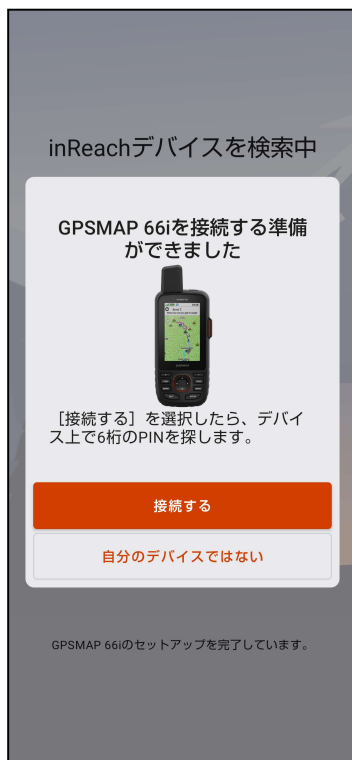 inReachデバイスを検索中
GPSMAP 66iを接続する準備
ができました
［接続する］を選択したら、デバイ
ス上で6桁のPINを探します。
接続する
自分のデバイスではない
GPSMAP 66iのセットアップを完了しています。